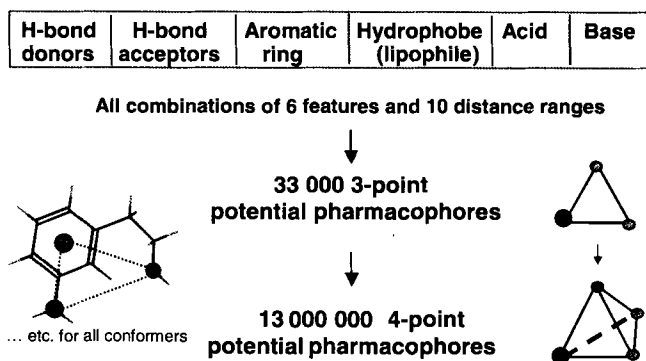 H-bond donors H-bond acceptors Aromatic ring Hydrophobe (lipophile) Acid Base
All combinations of 6 features and 10 distance ranges
33 000 3-point
potential pharmacophores
13 000 000 4-point
potential pharmacophores
... etc. for all conformers